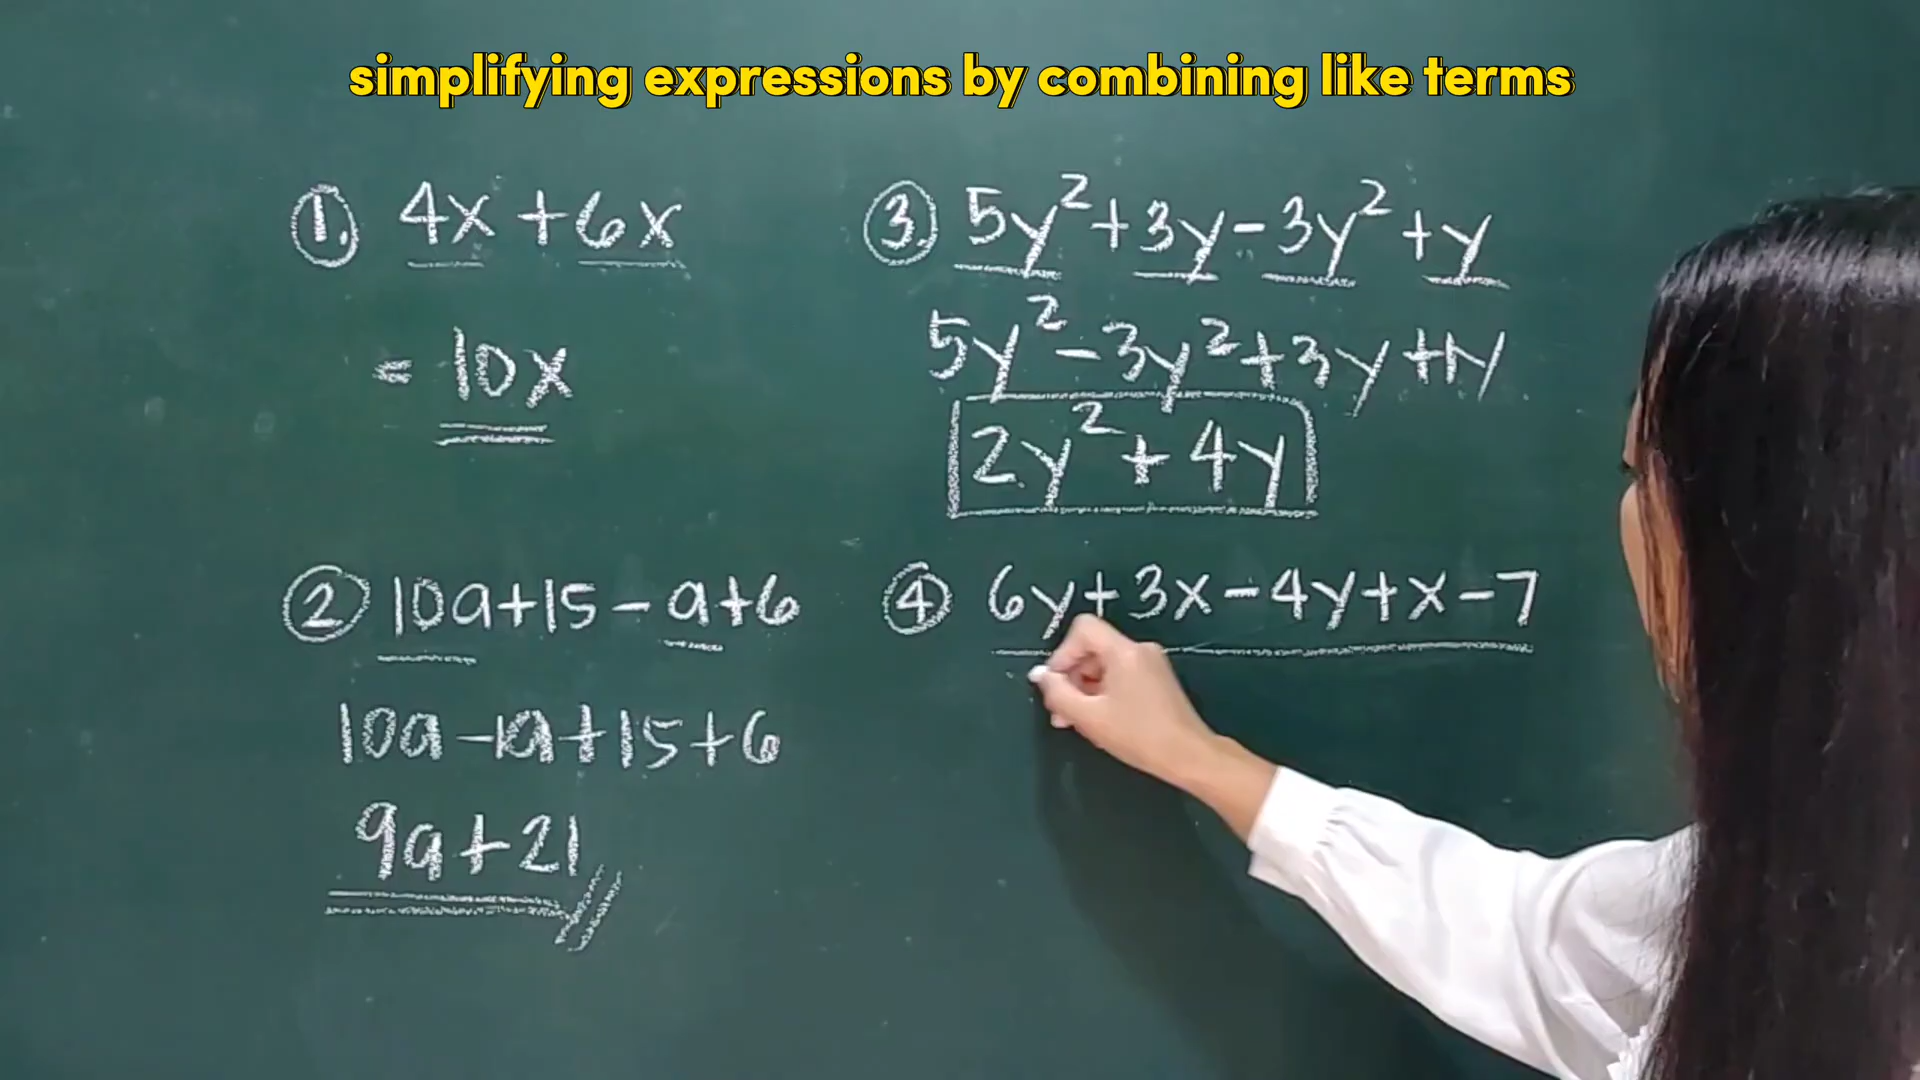 simplifying expressions by combining like terms
1. 4x + 6x
= 10x
2 10a+15-a+6
10a-1a+15+6
9a+21
3. 5y²+3y-3y²+y
5y²-3y²+3y+1y
2y²+4y
4 6y+3x-4y+x-7